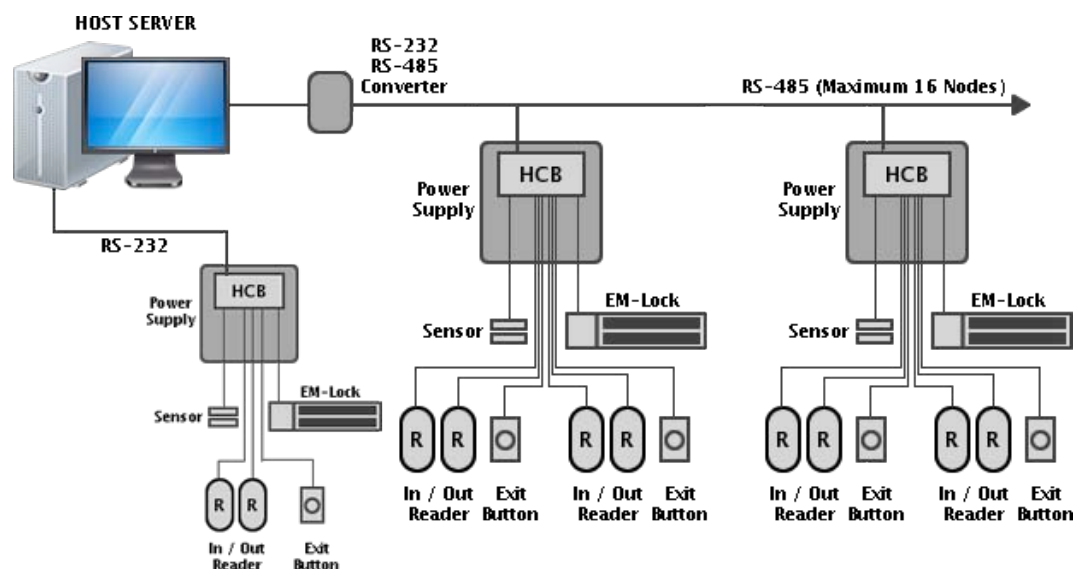 HOST SERVER
RS-232
RS-485
Converter
RS-485 (Maximum 16 Nodes)
HCB
Power
Supply
Sensor
EM-Lock
R
R
R
R
In / Out
Reader
Exit
Button
In / Out
Reader
Exit
Button
HCB
Power
Supply
Sensor
EM-Lock
R
R
R
R
In / Out
Reader
Exit
Button
In / Out
Reader
Exit
Button
RS-232
HCB
Power
Supply
Sensor
EM-Lock
R
R
In / Out
Reader
Exit
Button